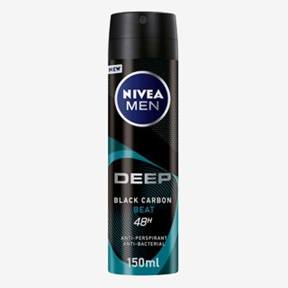 NEW
NIVEA
MEN
DEEP
BLACK CARBON
BEAT
48H
ANTI-PERSPIRANT
ANTI-BACTERIAL
150ml